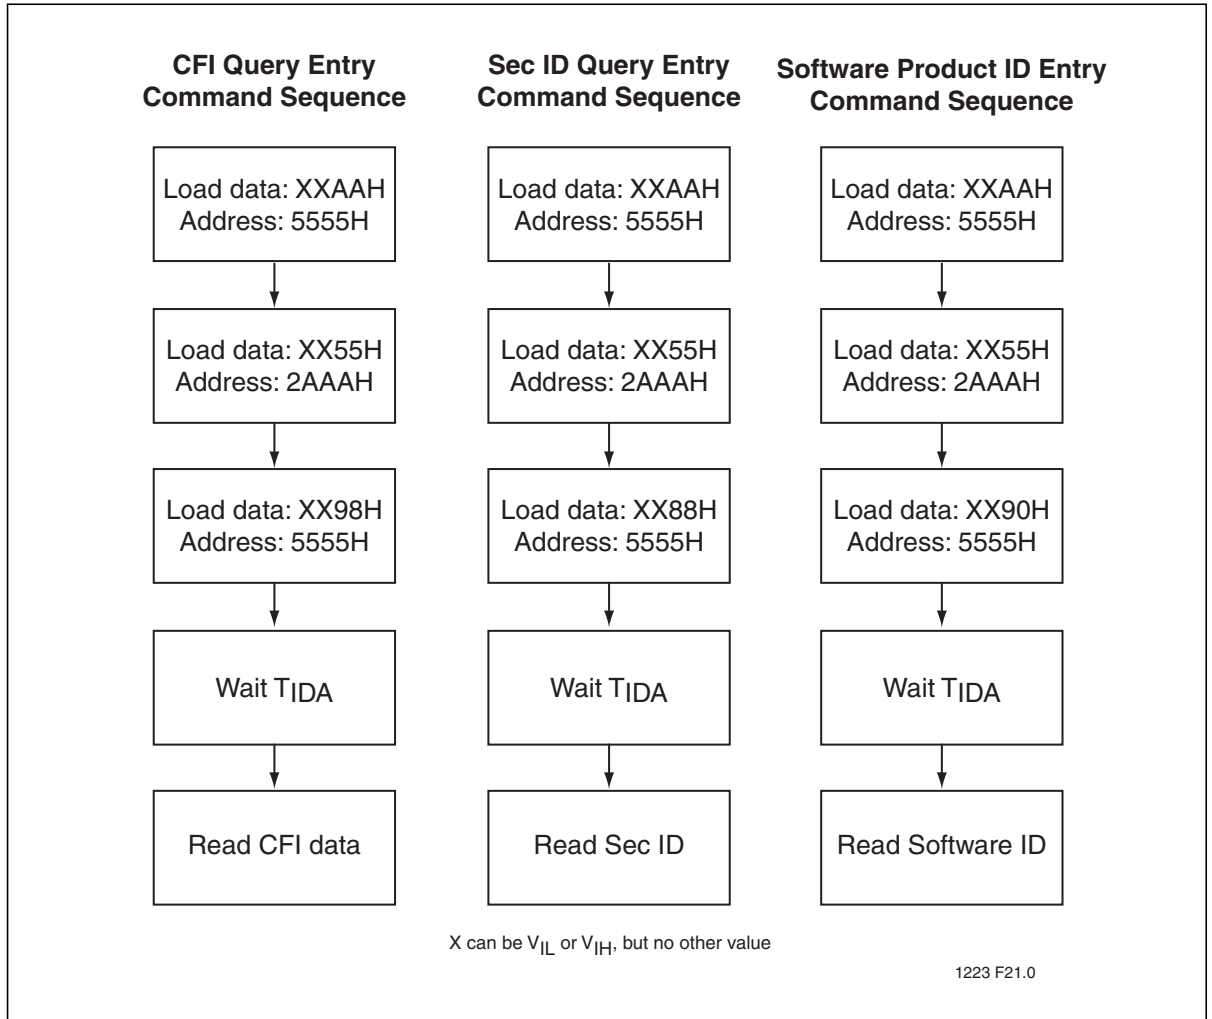 CFI Query Entry
Command Sequence
Load data: XXAAH
Address: 5555H
Load data: XX55H
Address: 2AAAH
Load data: XX98H
Address: 5555H
Wait TIDA
Read CFI data
Sec ID Query Entry
Command Sequence
Load data: XXAAH
Address: 5555H
Load data: XX55H
Address: 2AAAH
Load data: XX88H
Address: 5555H
Wait TIDA
Read Sec ID
Software Product ID Entry
Command Sequence
Load data: XXAAH
Address: 5555H
Load data: XX55H
Address: 2AAAH
Load data: XX90H
Address: 5555H
Wait TIDA
Read Software ID
X can be VIL or VIH, but no other value
1223 F21.0